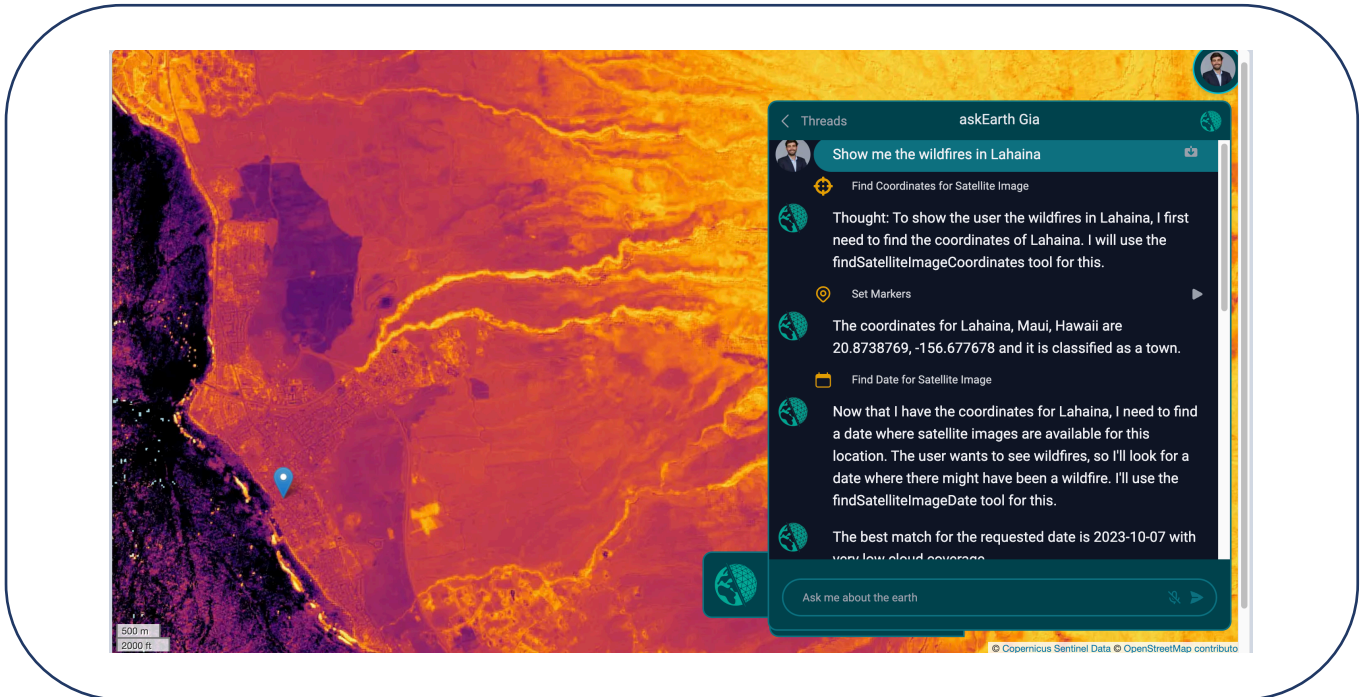 Threads
askEarth Gia
Show me the wildfires in Lahaina
Find Coordinates for Satellite Image
Thought: To show the user the wildfires in Lahaina, I first
need to find the coordinates of Lahaina. I will use the
findSatelliteImageCoordinates tool for this.
Set Markers
The coordinates for Lahaina, Maui, Hawaii are
20.8738769, -156.677678 and it is classified as a town.
Find Date for Satellite Image
Now that I have the coordinates for Lahaina, I need to find
a date where satellite images are available for this
location. The user wants to see wildfires, so I'll look for a
date where there might have been a wildfire. I'll use the
findSatelliteImageDate tool for this.
The best match for the requested date is 2023-10-07 with
very low cloud coverage
Ask me about the earth
500 m
2000 ft
© Copernicus Sentinel Data © OpenStreetMap contributo